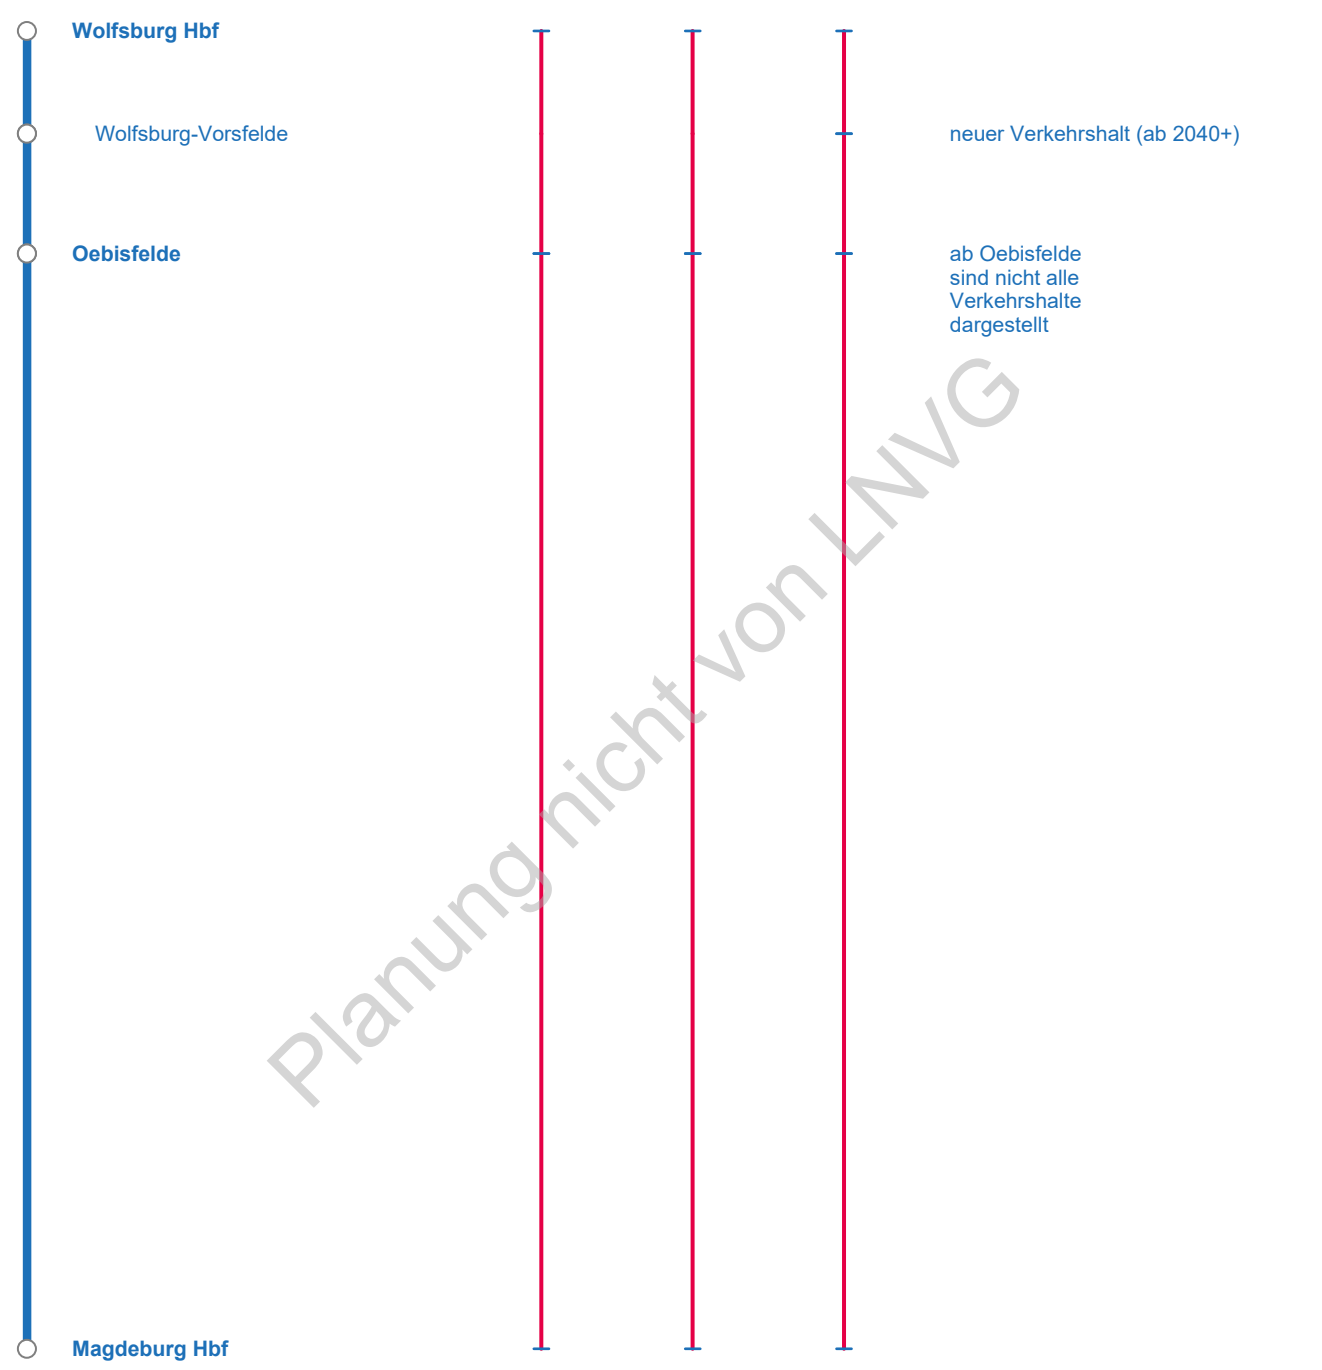 Wolfsburg Hbf
Wolfsburg-Vorsfelde
neuer Verkehrshalt (ab 2040+)
Oebisfelde
ab Oebisfelde
sind nicht alle
Verkehrshalte
dargestellt
Planung nicht von LNVG
Magdeburg Hbf